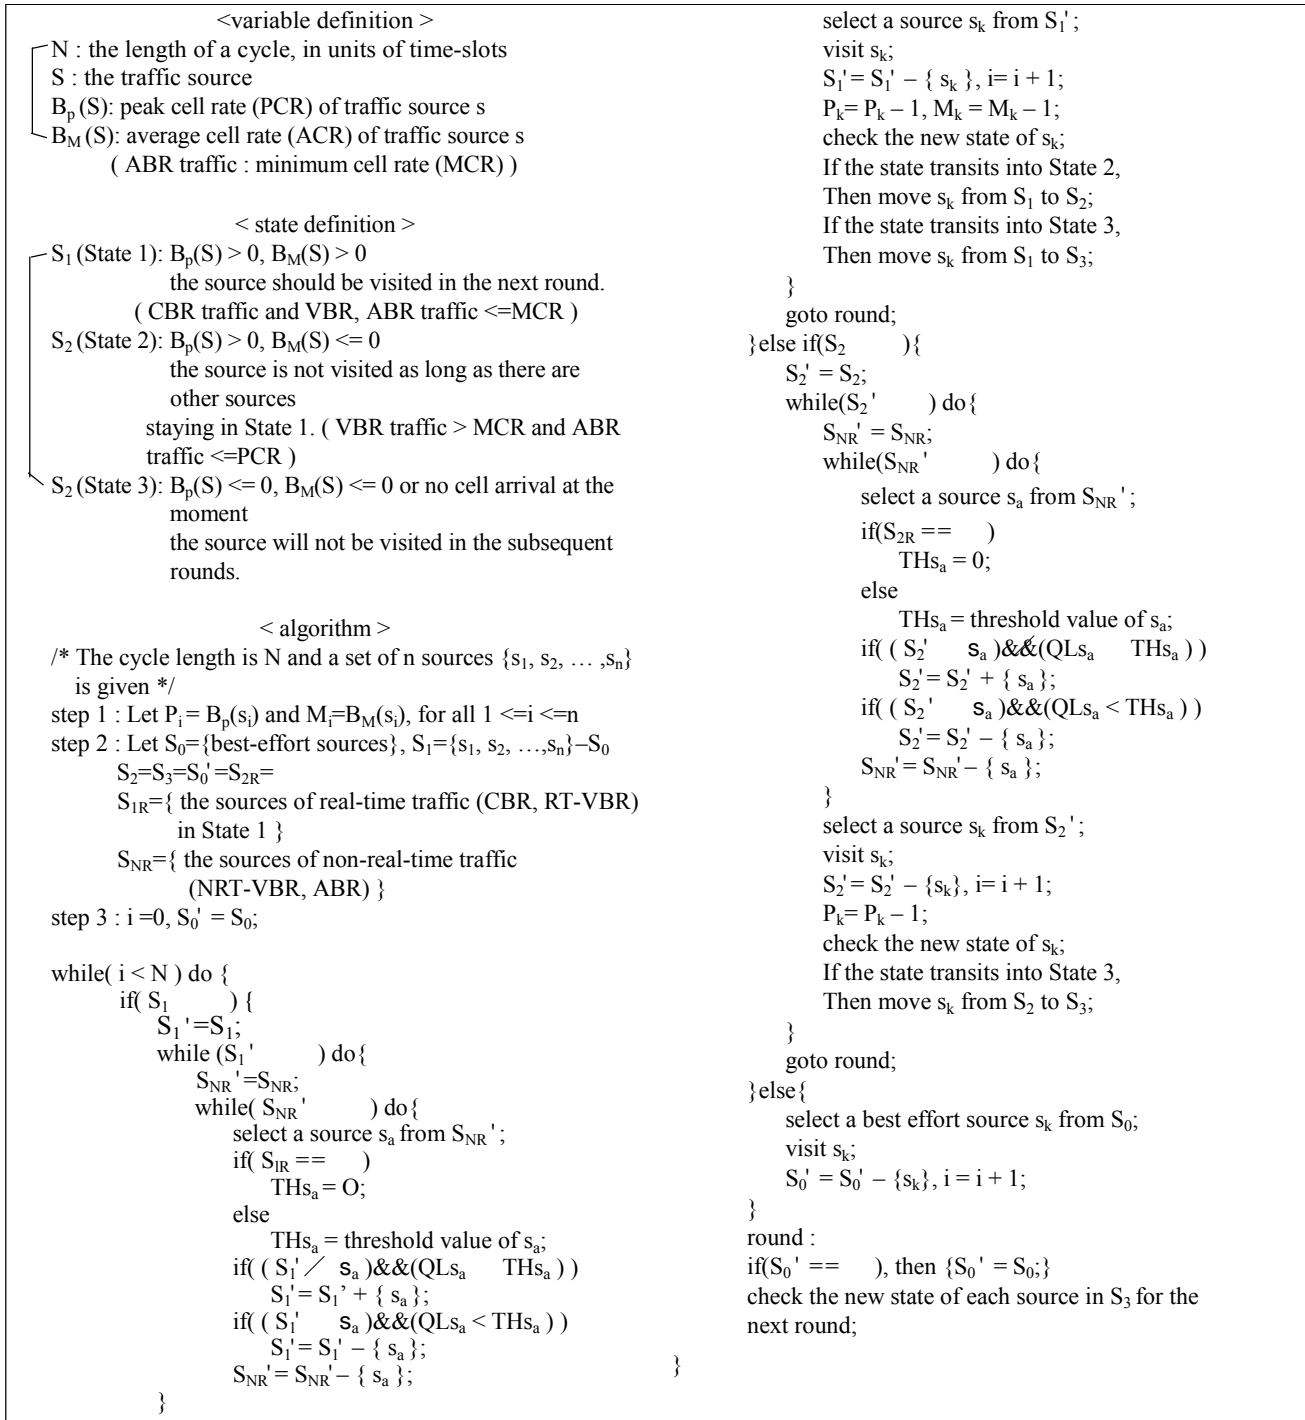 <variable definition >
N : the length of a cycle, in units of time-slots
S : the traffic source
Bp (S): peak cell rate (PCR) of traffic source s
BM (S): average cell rate (ACR) of traffic source s
( ABR traffic : minimum cell rate (MCR) )
< state definition >
S1 (State 1): Bp(S) > 0, BM(S) > 0
the source should be visited in the next round.
( CBR traffic and VBR, ABR traffic <=MCR )
S2 (State 2): Bp(S) > 0, BM(S) <= 0
the source is not visited as long as there are
other sources
staying in State 1. ( VBR traffic > MCR and ABR
traffic <=PCR )
S2 (State 3): Bp(S) <= 0, BM(S) <= 0 or no cell arrival at the
moment
the source will not be visited in the subsequent
rounds.
< algorithm >
/* The cycle length is N and a set of n sources {s1, s2, … ,sn}
is given */
step 1 : Let Pi = Bp(si) and Mi=BM(si), for all 1 <=i <=n
step 2 : Let S0={best-effort sources}, S1={s1, s2, …,sn}–S0
S2=S3=S0'=S2R=
S1R={ the sources of real-time traffic (CBR, RT-VBR)
in State 1 }
SNR={ the sources of non-real-time traffic
(NRT-VBR, ABR) }
step 3 : i =0, S0' = S0;
while( i < N ) do {
if( S1 ) {
S1'=S1;
while (S1' ) do{
SNR'=SNR;
while( SNR' ) do{
select a source sa from SNR';
if( SlR == )
THsa = O;
else
THsa = threshold value of sa;
if( ( S1' ∕ sa )&&(QLsa THsa ) )
S1'= S1’ + { sa };
if( ( S1' sa )&&(QLsa < THsa ) )
S1'= S1' – { sa };
SNR'= SNR'– { sa };
}
select a source sk from S1';
visit sk;
S1'= S1' – { sk }, i= i + 1;
Pk= Pk – 1, Mk = Mk – 1;
check the new state of sk;
If the state transits into State 2,
Then move sk from S1 to S2;
If the state transits into State 3,
Then move sk from S1 to S3;
}
goto round;
}else if(S2 ){
S2' = S2;
while(S2' ) do{
SNR' = SNR;
while(SNR' ) do{
select a source sa from SNR';
if(S2R == )
THsa = 0;
else
THsa = threshold value of sa;
if( ( S2' sa )&&(QLsa THsa ) )
S2'= S2' + { sa };
if( ( S2' sa )&&(QLsa < THsa ) )
S2'= S2' – { sa };
SNR'= SNR'– { sa };
}
select a source sk from S2';
visit sk;
S2'= S2' – {sk}, i= i + 1;
Pk= Pk – 1;
check the new state of sk;
If the state transits into State 3,
Then move sk from S2 to S3;
}
goto round;
}else{
select a best effort source sk from S0;
visit sk;
S0' = S0' – {sk}, i = i + 1;
}
round :
if(S0' == ), then {S0' = S0;}
check the new state of each source in S3 for the
next round;
}